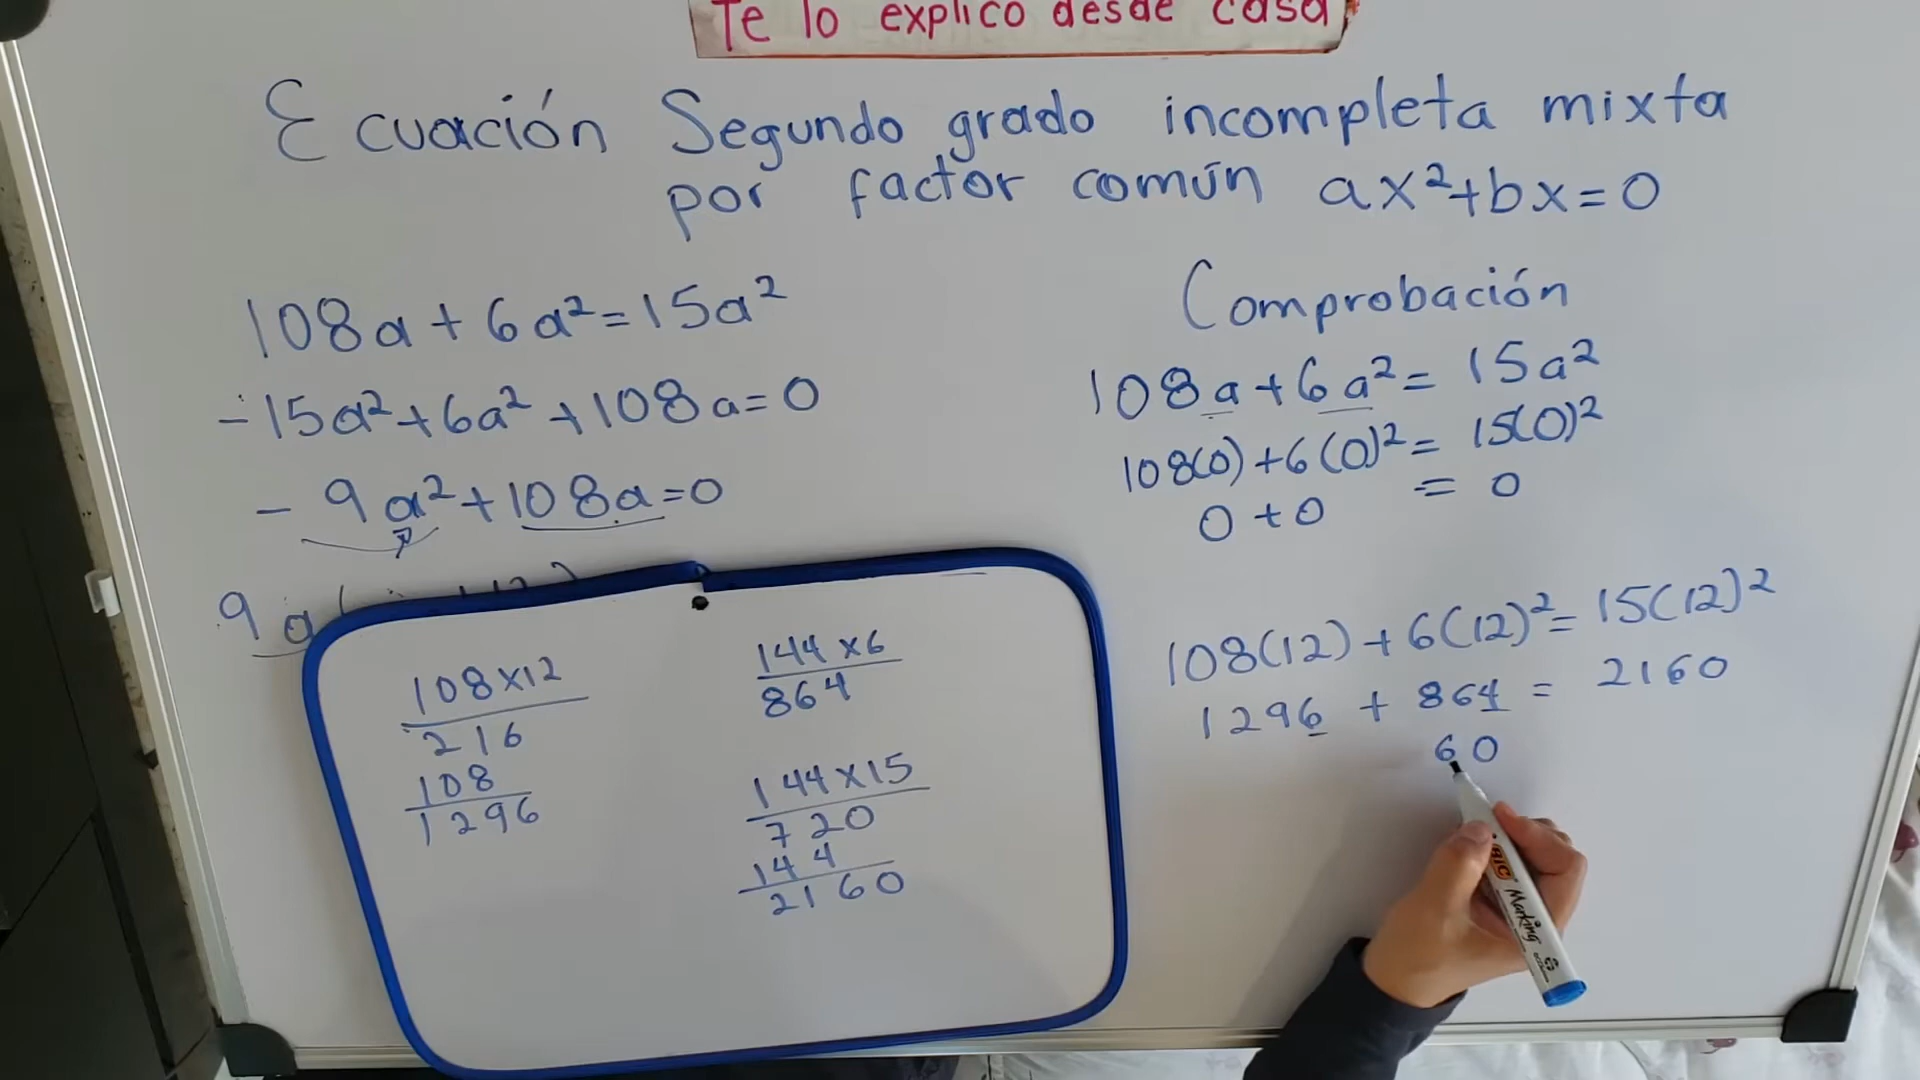 Te lo explico desde casa
Ecuación Segundo grado incompleta mixta
por factor común ax²+bx=0
108a+6a²=15a²
-15a²+6a²+108a=0
-9a²+108a=0
9a(
108x12
216
108
1296
144x6
864
144x15
720
144
2160
Comprobación
108a+6a²=15a²
108(0)+6(0)²=15(0)²
0+0=0
108(12)+6(12)²=15(12)²
1296+864=2160
60
BIC Marking